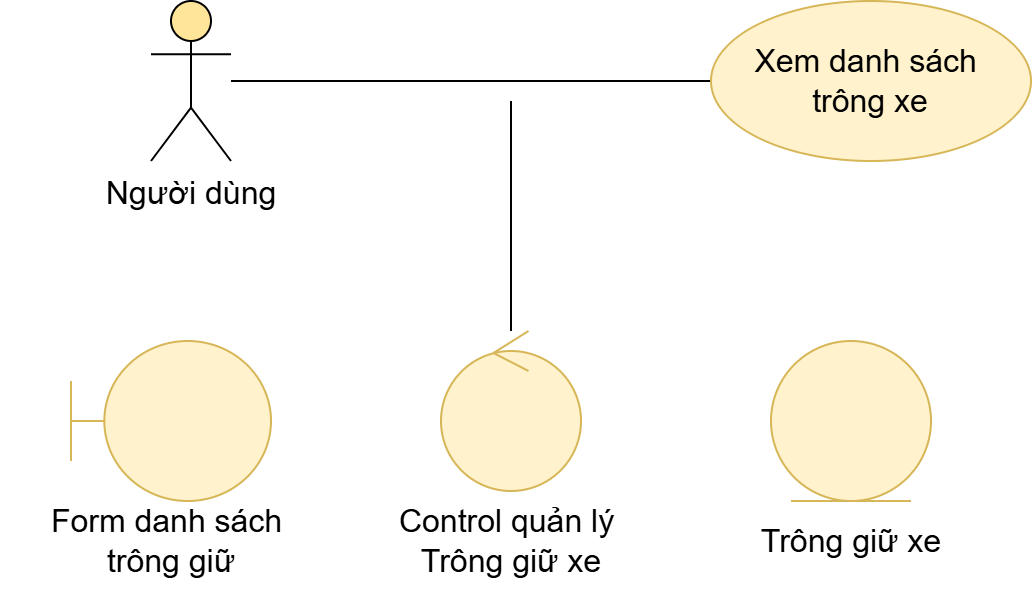 Xem danh sách
trông xe
Người dùng
Form danh sách
trông giữ
Control quản lý
Trông giữ xe
Trông giữ xe